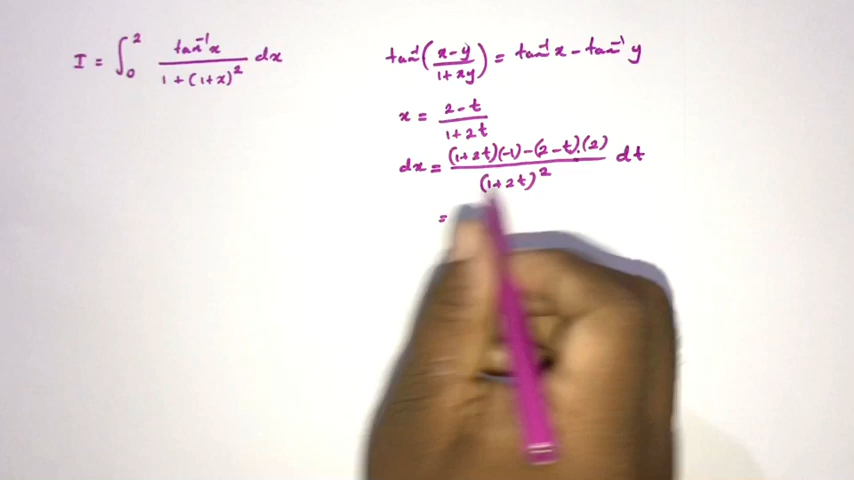 I = ∫₀² tan⁻¹x / 1+(1+x)² dx
tan⁻¹(x-y / 1+xy) = tan⁻¹x - tan⁻¹y
x = 2-t / 1+2t
dx = (1+2t)(-1)-(2-t).(2) / (1+2t)² dt
=